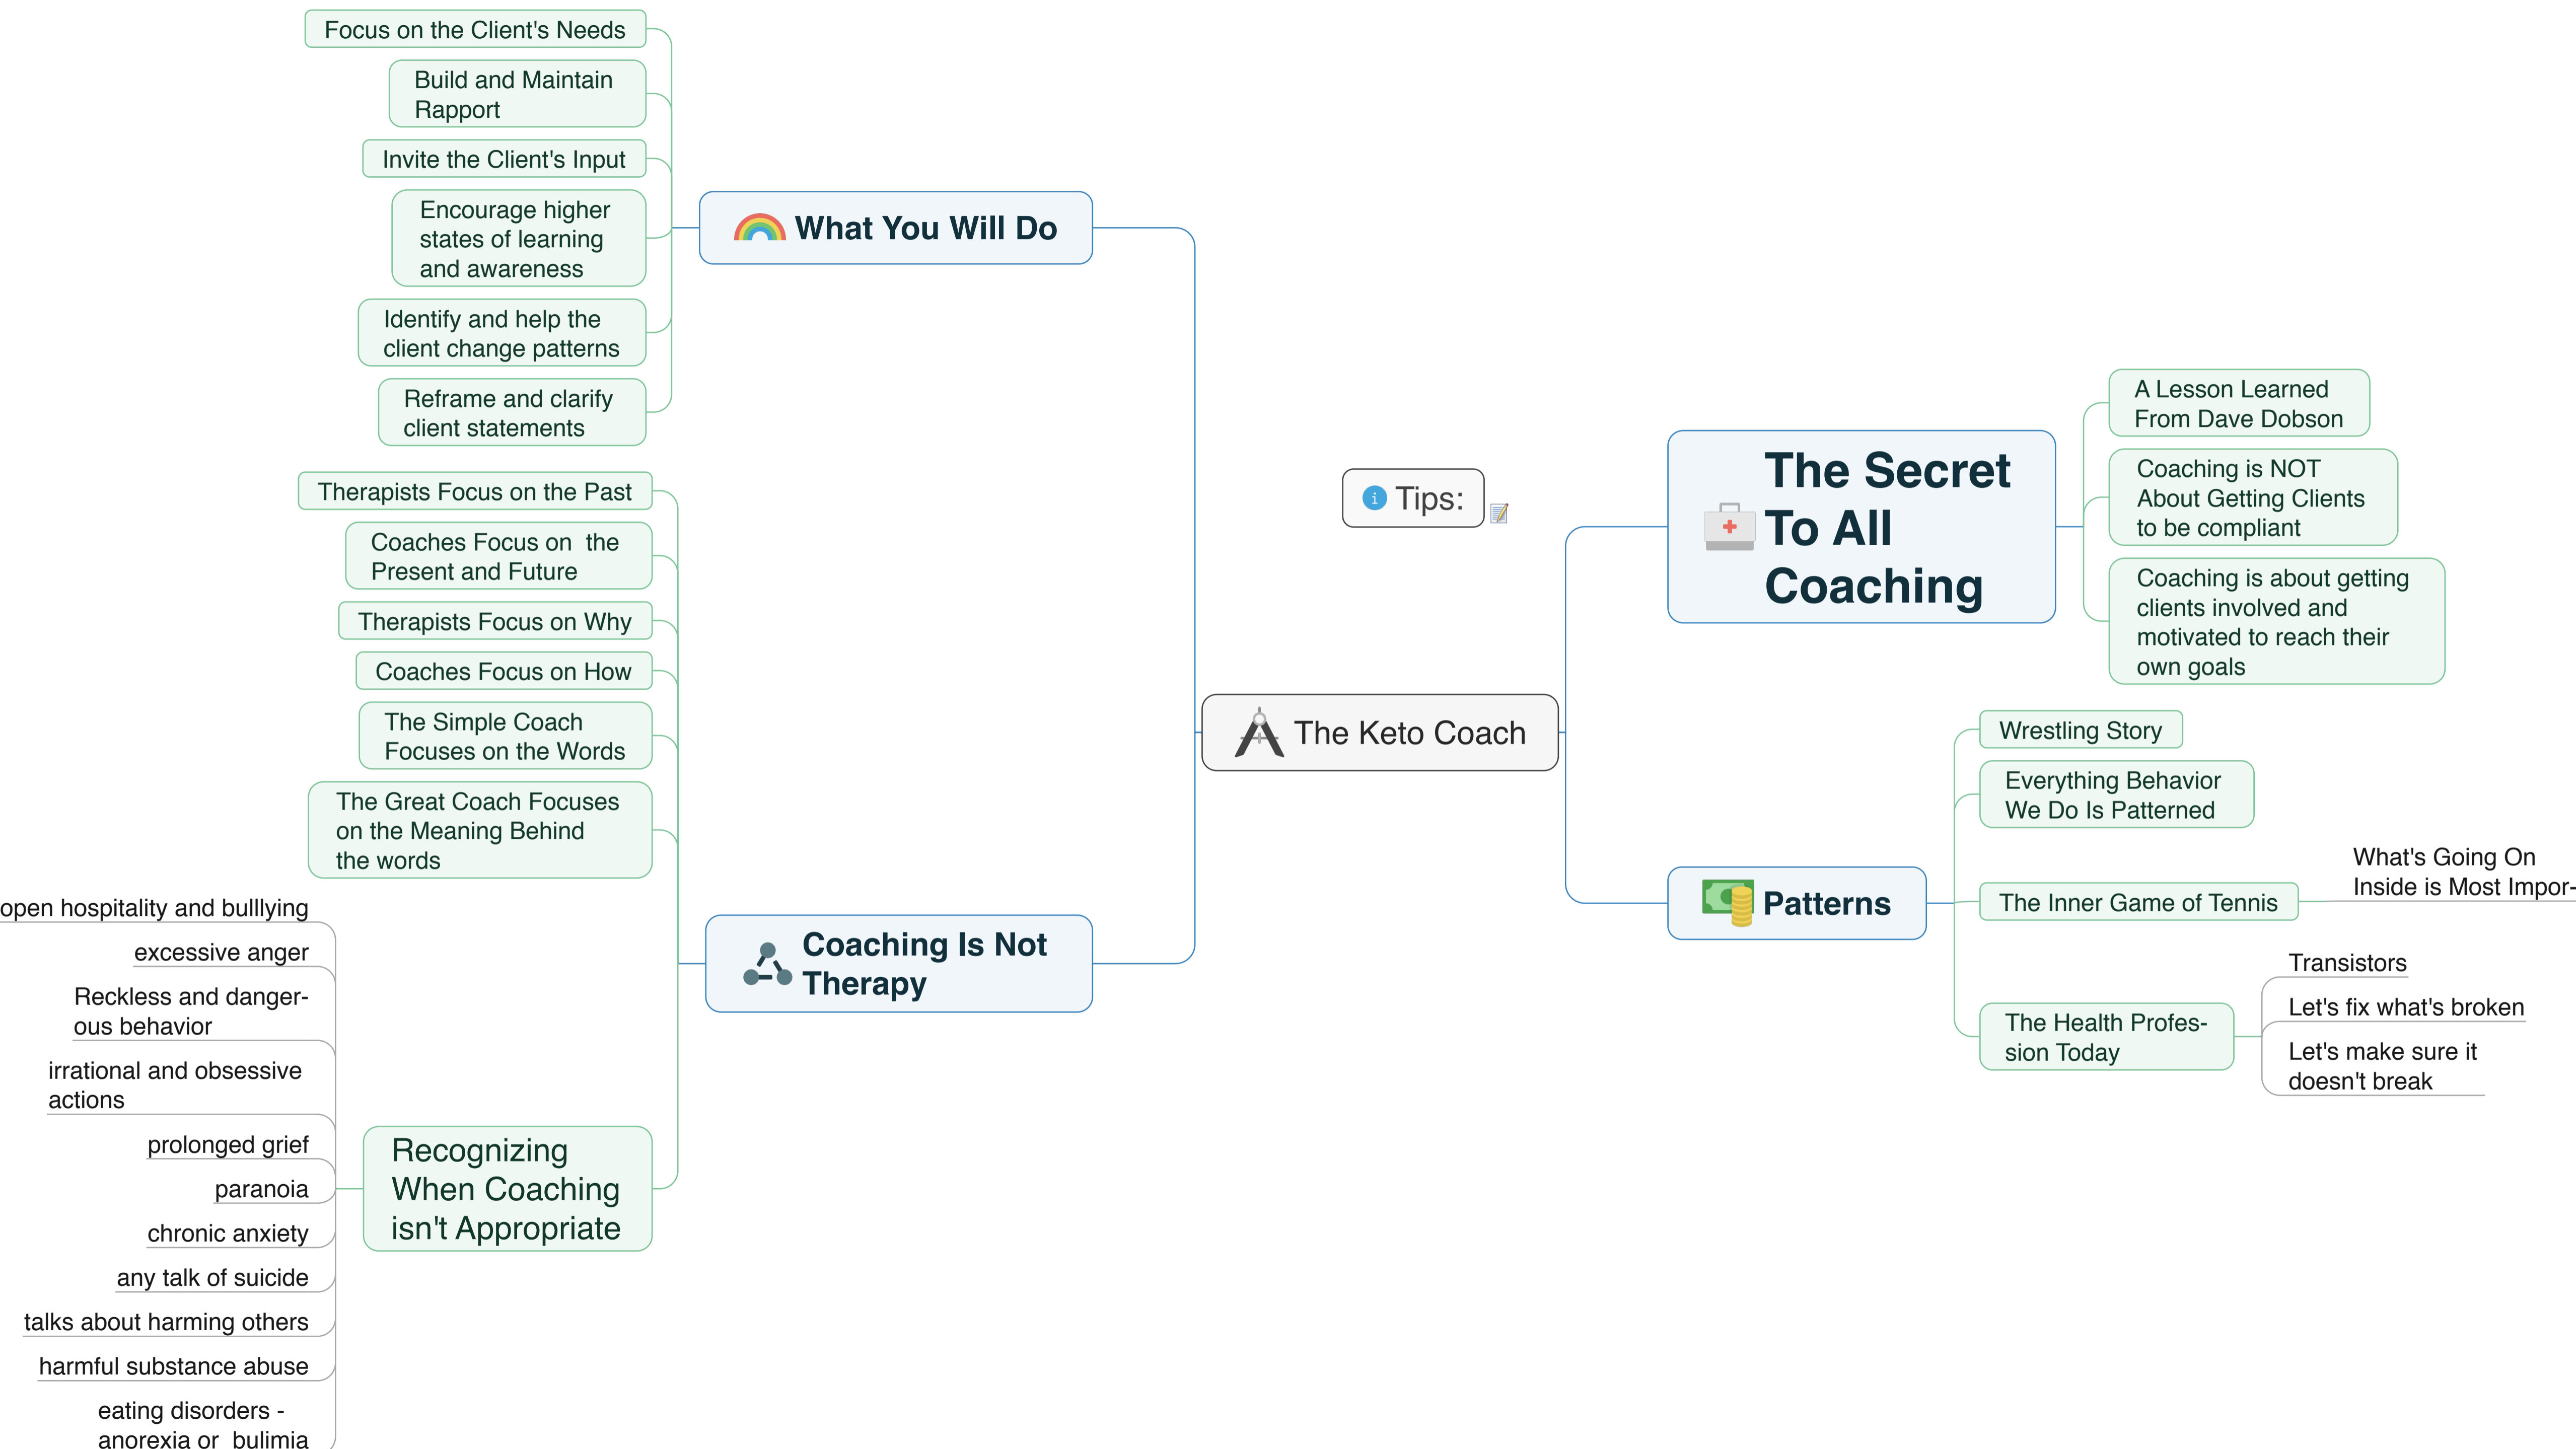 Focus on the Client's Needs
Build and Maintain
Rapport
Invite the Client's Input
Encourage higher
states of learning
and awareness
Identify and help the
client change patterns
Reframe and clarify
client statements
What You Will Do
Therapists Focus on the Past
Coaches Focus on  the
Present and Future
Therapists Focus on Why
Coaches Focus on How
The Simple Coach
Focuses on the Words
The Great Coach Focuses
on the Meaning Behind
the words
Coaching Is Not
Therapy
Recognizing
When Coaching
isn't Appropriate
open hospitality and bulllying
excessive anger
Reckless and danger-
ous behavior
irrational and obsessive
actions
prolonged grief
paranoia
chronic anxiety
any talk of suicide
talks about harming others
harmful substance abuse
eating disorders -
anorexia or  bulimia
i Tips:
The Keto Coach
The Secret
To All
Coaching
A Lesson Learned
From Dave Dobson
Coaching is NOT
About Getting Clients
to be compliant
Coaching is about getting
clients involved and
motivated to reach their
own goals
Patterns
Wrestling Story
Everything Behavior
We Do Is Patterned
The Inner Game of Tennis
What's Going On
Inside is Most Impor-
The Health Profes-
sion Today
Transistors
Let's fix what's broken
Let's make sure it
doesn't break